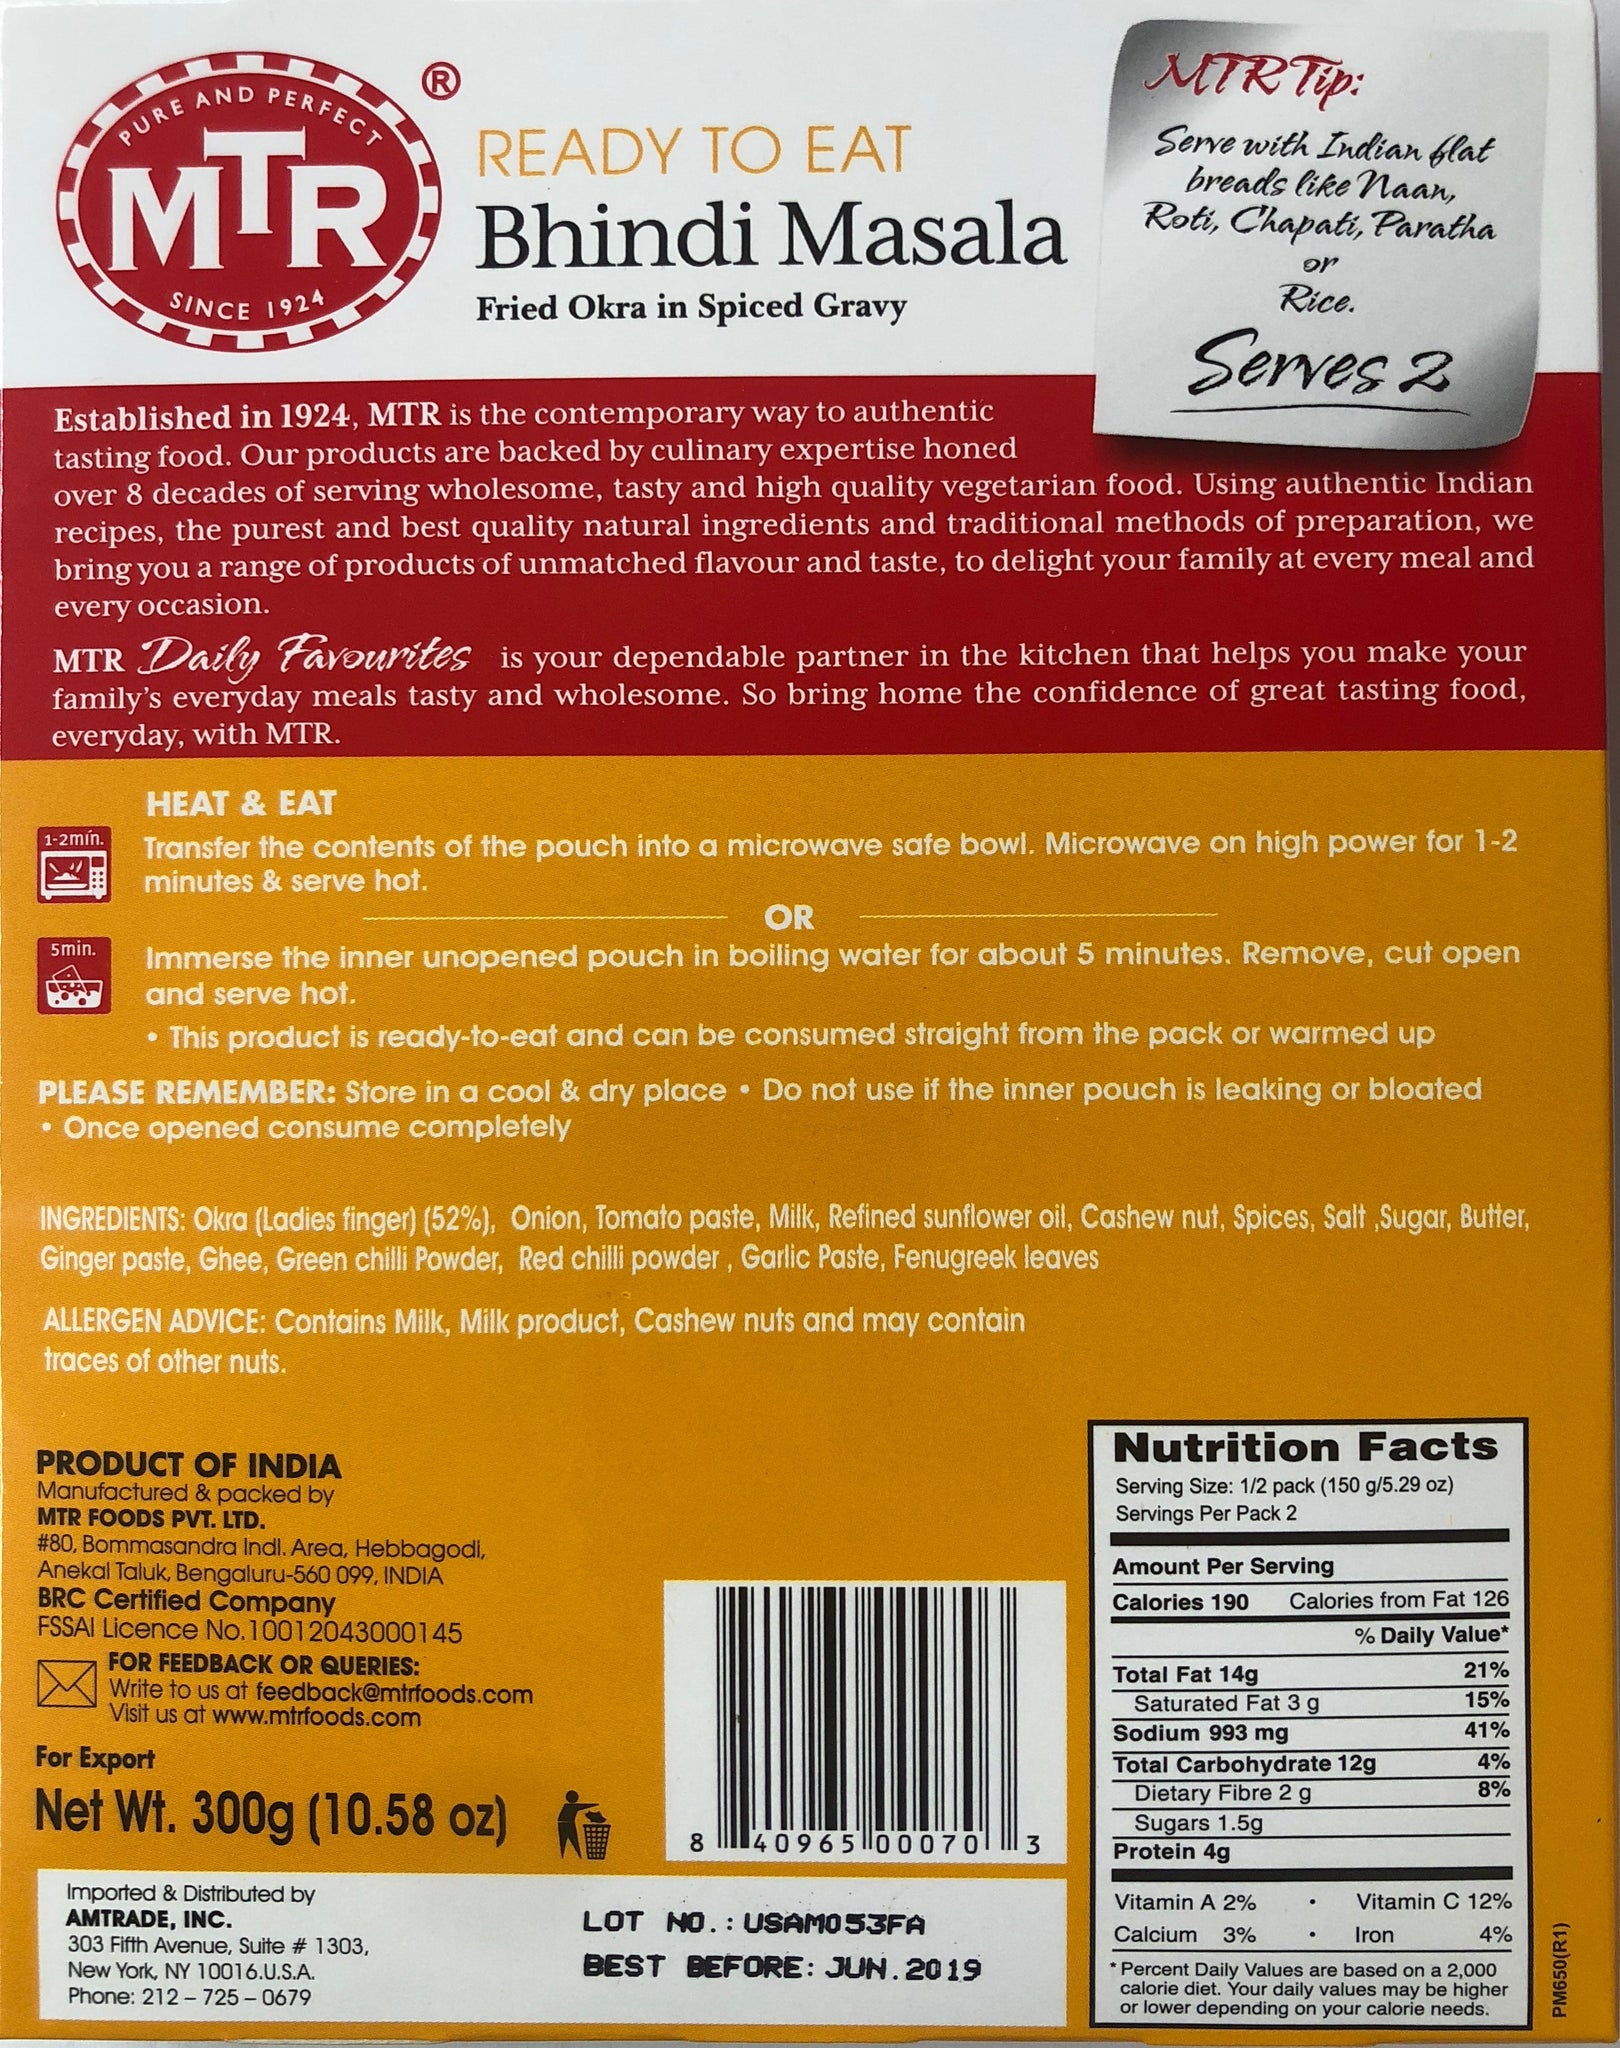 PURE AND PERFECT
MTR
SINCE 1924
®
READY TO EAT
Bhindi Masala
Fried Okra in Spiced Gravy
MTR Tip:
Serve with Indian flat
breads like Naan,
Roti, Chapati, Paratha
or
Rice.
Serves 2
Established in 1924, MTR is the contemporary way to authentic
tasting food. Our products are backed by culinary expertise honed
over 8 decades of serving wholesome, tasty and high quality vegetarian food. Using authentic Indian
recipes, the purest and best quality natural ingredients and traditional methods of preparation, we
bring you a range of products of unmatched flavour and taste, to delight your family at every meal and
every occasion.
MTR Daily Favourites is your dependable partner in the kitchen that helps you make your
family's everyday meals tasty and wholesome. So bring home the confidence of great tasting food,
everyday, with MTR.
HEAT & EAT
1-2min.
Transfer the contents of the pouch into a microwave safe bowl. Microwave on high power for 1-2
minutes & serve hot.
OR
5min.
Immerse the inner unopened pouch in boiling water for about 5 minutes. Remove, cut open
and serve hot.
• This product is ready-to-eat and can be consumed straight from the pack or warmed up
PLEASE REMEMBER: Store in a cool & dry place • Do not use if the inner pouch is leaking or bloated
• Once opened consume completely
INGREDIENTS: Okra (Ladies finger) (52%), Onion, Tomato paste, Milk, Refined sunflower oil, Cashew nut, Spices, Salt ,Sugar, Butter,
Ginger paste, Ghee, Green chilli Powder, Red chilli powder , Garlic Paste, Fenugreek leaves
ALLERGEN ADVICE: Contains Milk, Milk product, Cashew nuts and may contain
traces of other nuts.
PRODUCT OF INDIA
Manufactured & packed by
MTR FOODS PVT. LTD.
#80, Bommasandra Indl. Area, Hebbagodi,
Anekal Taluk, Bengaluru-560 099, INDIA
BRC Certified Company
FSSAI Licence No.10012043000145
FOR FEEDBACK OR QUERIES:
Write to us at feedback@mtrfoods.com
Visit us at www.mtrfoods.com
For Export
Net Wt. 300g (10.58 oz)
8 40965 00070 3
Imported & Distributed by
AMTRADE, INC.
303 Fifth Avenue, Suite # 1303,
New York, NY 10016.U.S.A.
Phone: 212 – 725 – 0679
LOT NO.: USAM053FA
BEST BEFORE: JUN.2019
Nutrition Facts
Serving Size: 1/2 pack (150 g/5.29 oz)
Servings Per Pack 2
Amount Per Serving
Calories 190 Calories from Fat 126
% Daily Value*
Total Fat 14g 21%
Saturated Fat 3 g 15%
Sodium 993 mg 41%
Total Carbohydrate 12g 4%
Dietary Fibre 2 g 8%
Sugars 1.5g
Protein 4g
Vitamin A 2% • Vitamin C 12%
Calcium 3% • Iron 4%
* Percent Daily Values are based on a 2,000
calorie diet. Your daily values may be higher
or lower depending on your calorie needs.
PM650(R1)